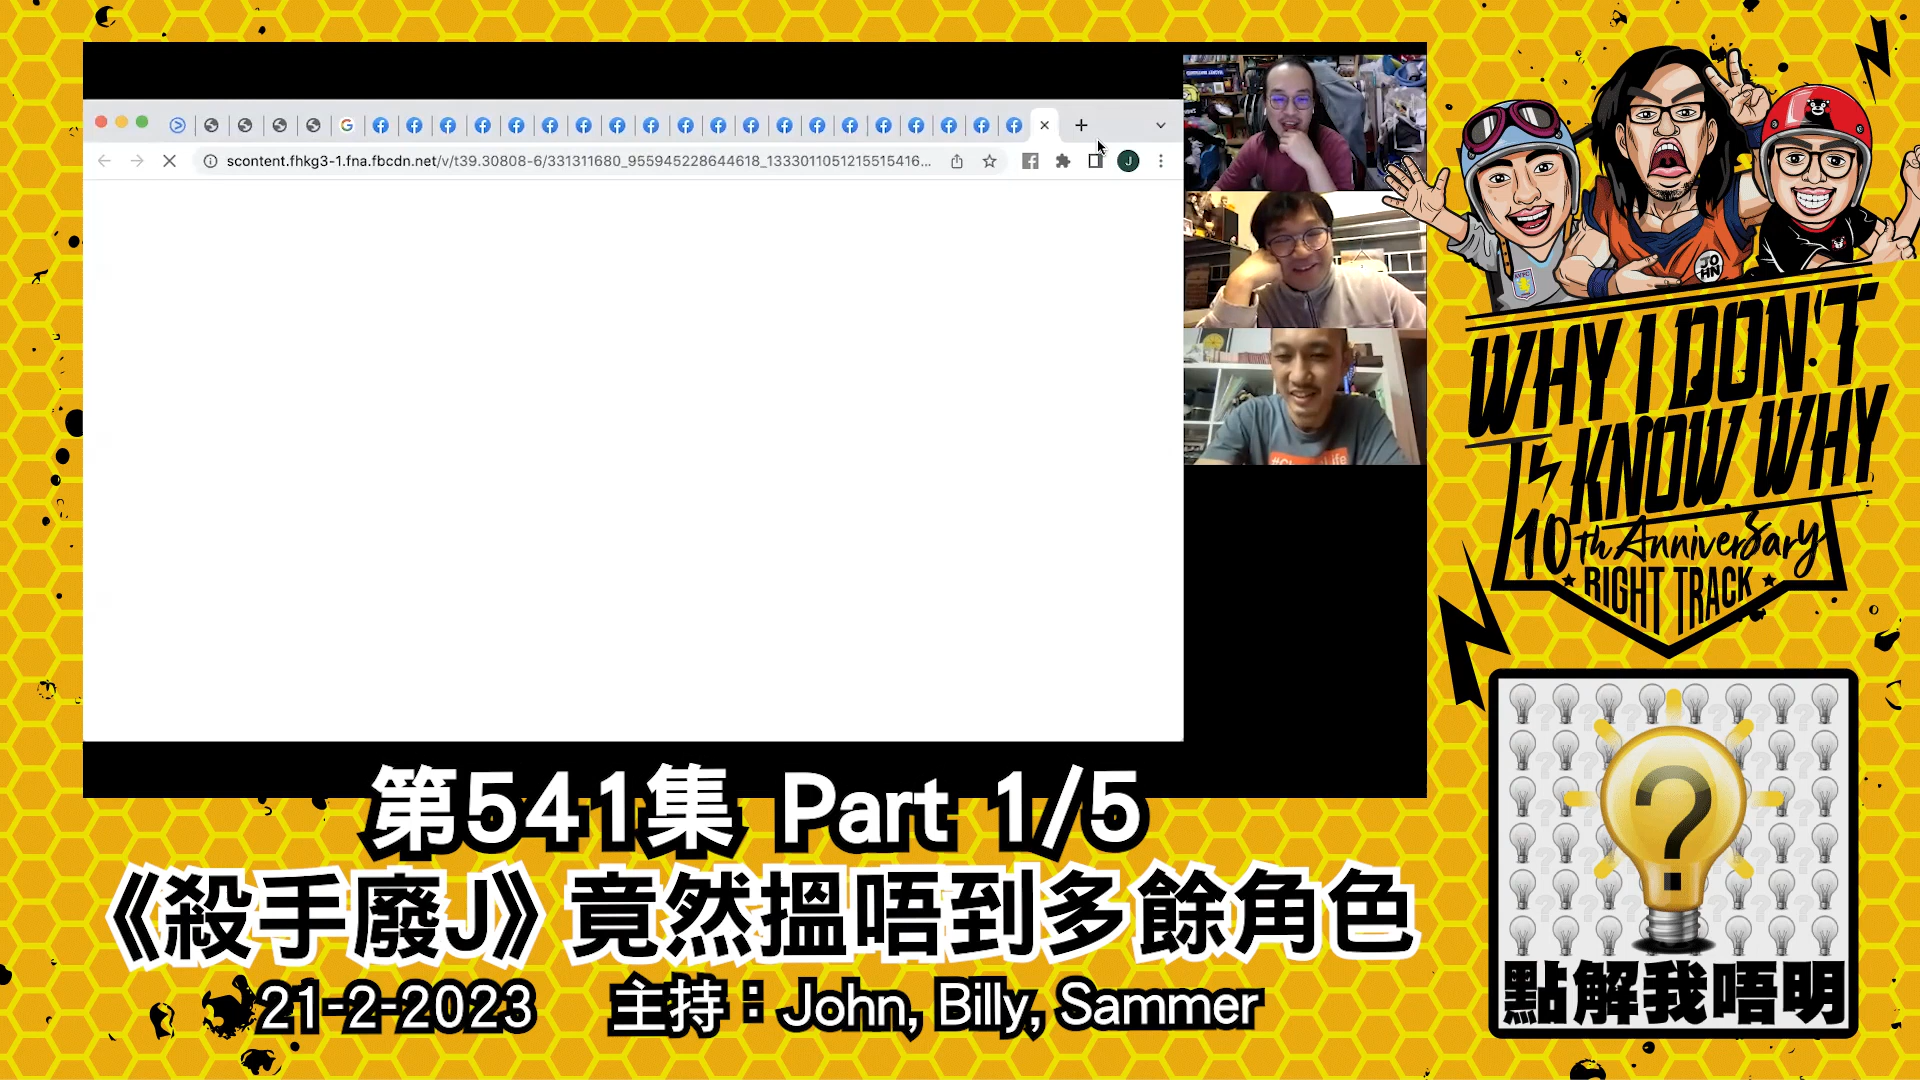 scontent.fhkg3-1.fna.fbcdn.net/v/t39.30808-6/331311680_955945228644618_1333011051215515416...
J
JOHN
WHY I DON'T
KNOW WHY
10th Anniversary
RIGHT TRACK
第541集 Part 1/5
《殺手廢J》竟然搵唔到多餘角色
21-2-2023 主持：John, Billy, Sammer
點解我唔明